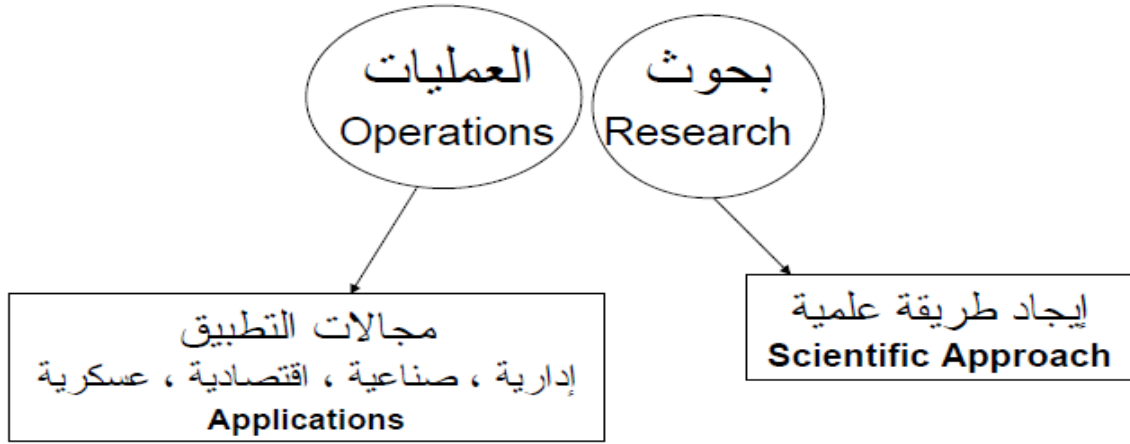 بحوث
Research
العمليات
Operations
إيجاد طريقة علمية
Scientific Approach
مجالات التطبيق
إدارية ، صناعية ، اقتصادية ، عسكرية
Applications